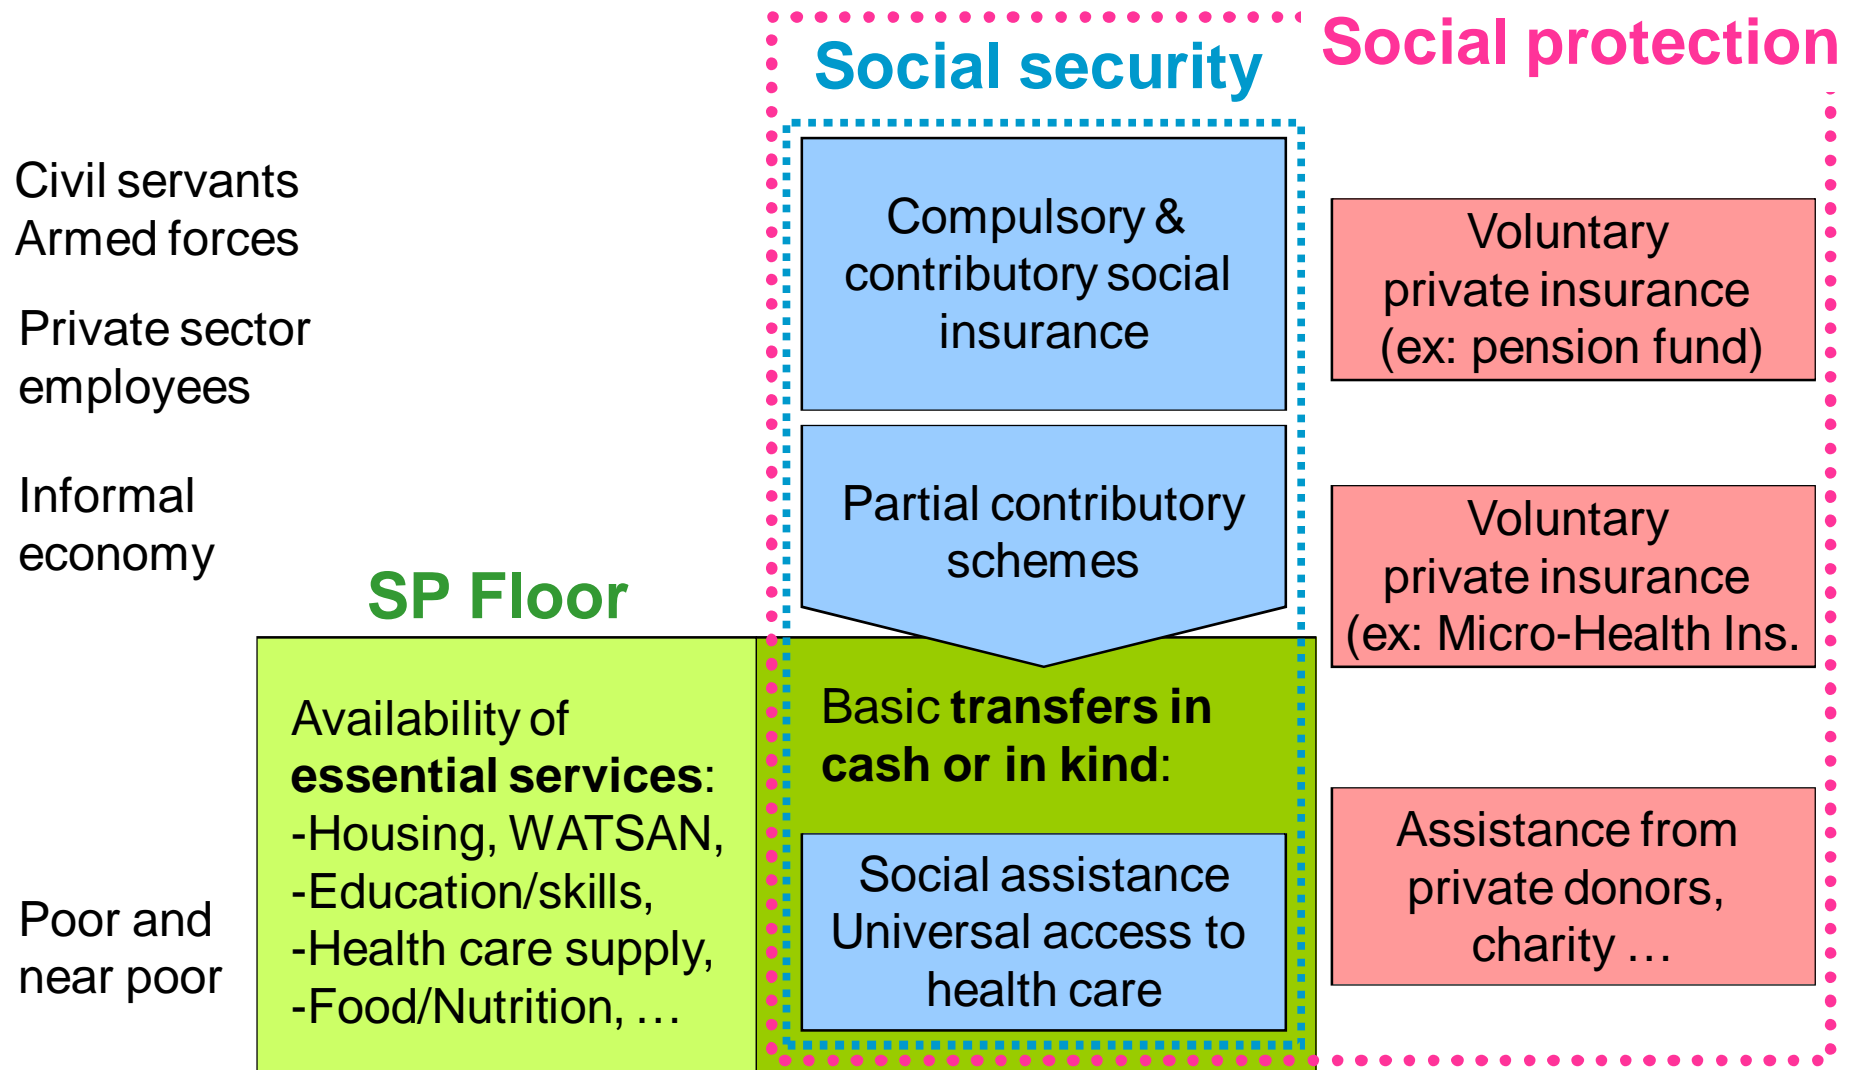 Social protection
Social security
Civil servants
Armed forces
Private sector
employees
Informal
economy
Poor and
near poor
SP Floor
Availability of
essential services:
-Housing, WATSAN,
-Education/skills,
-Health care supply,
-Food/Nutrition, …
Compulsory &
contributory social
insurance
Partial contributory
schemes
Basic transfers in
cash or in kind:
Social assistance
Universal access to
health care
Voluntary
private insurance
(ex: pension fund)
Voluntary
private insurance
(ex: Micro-Health Ins.
Assistance from
private donors,
charity …